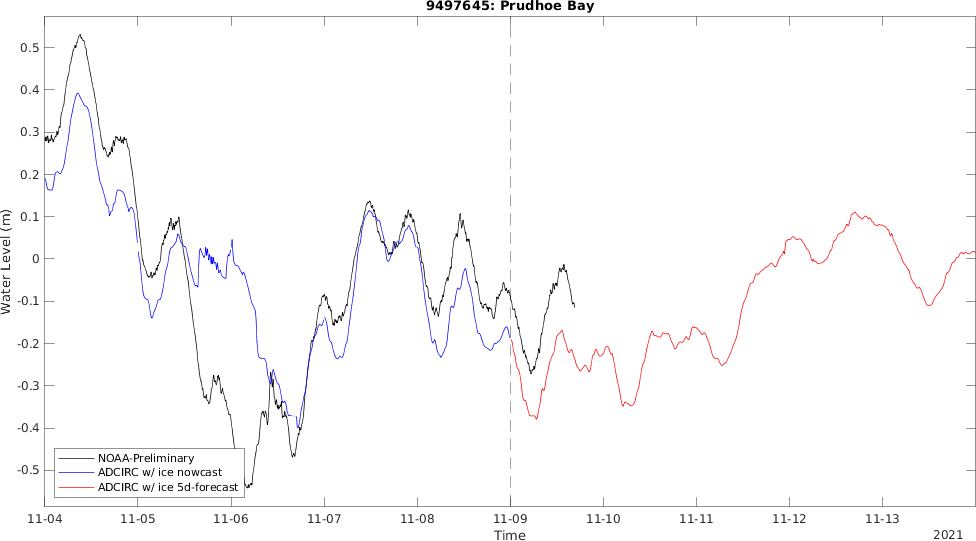 9497645: Prudhoe Bay
Water Level (m)
0.5
0.4
0.3
0.2
0.1
0
-0.1
-0.2
-0.3
-0.4
-0.5
NOAA-Preliminary
ADCIRC w/ ice nowcast
ADCIRC w/ ice 5d-forecast
11-04 11-05 11-06 11-07 11-08 11-09 11-10 11-11 11-12 11-13
Time
2021